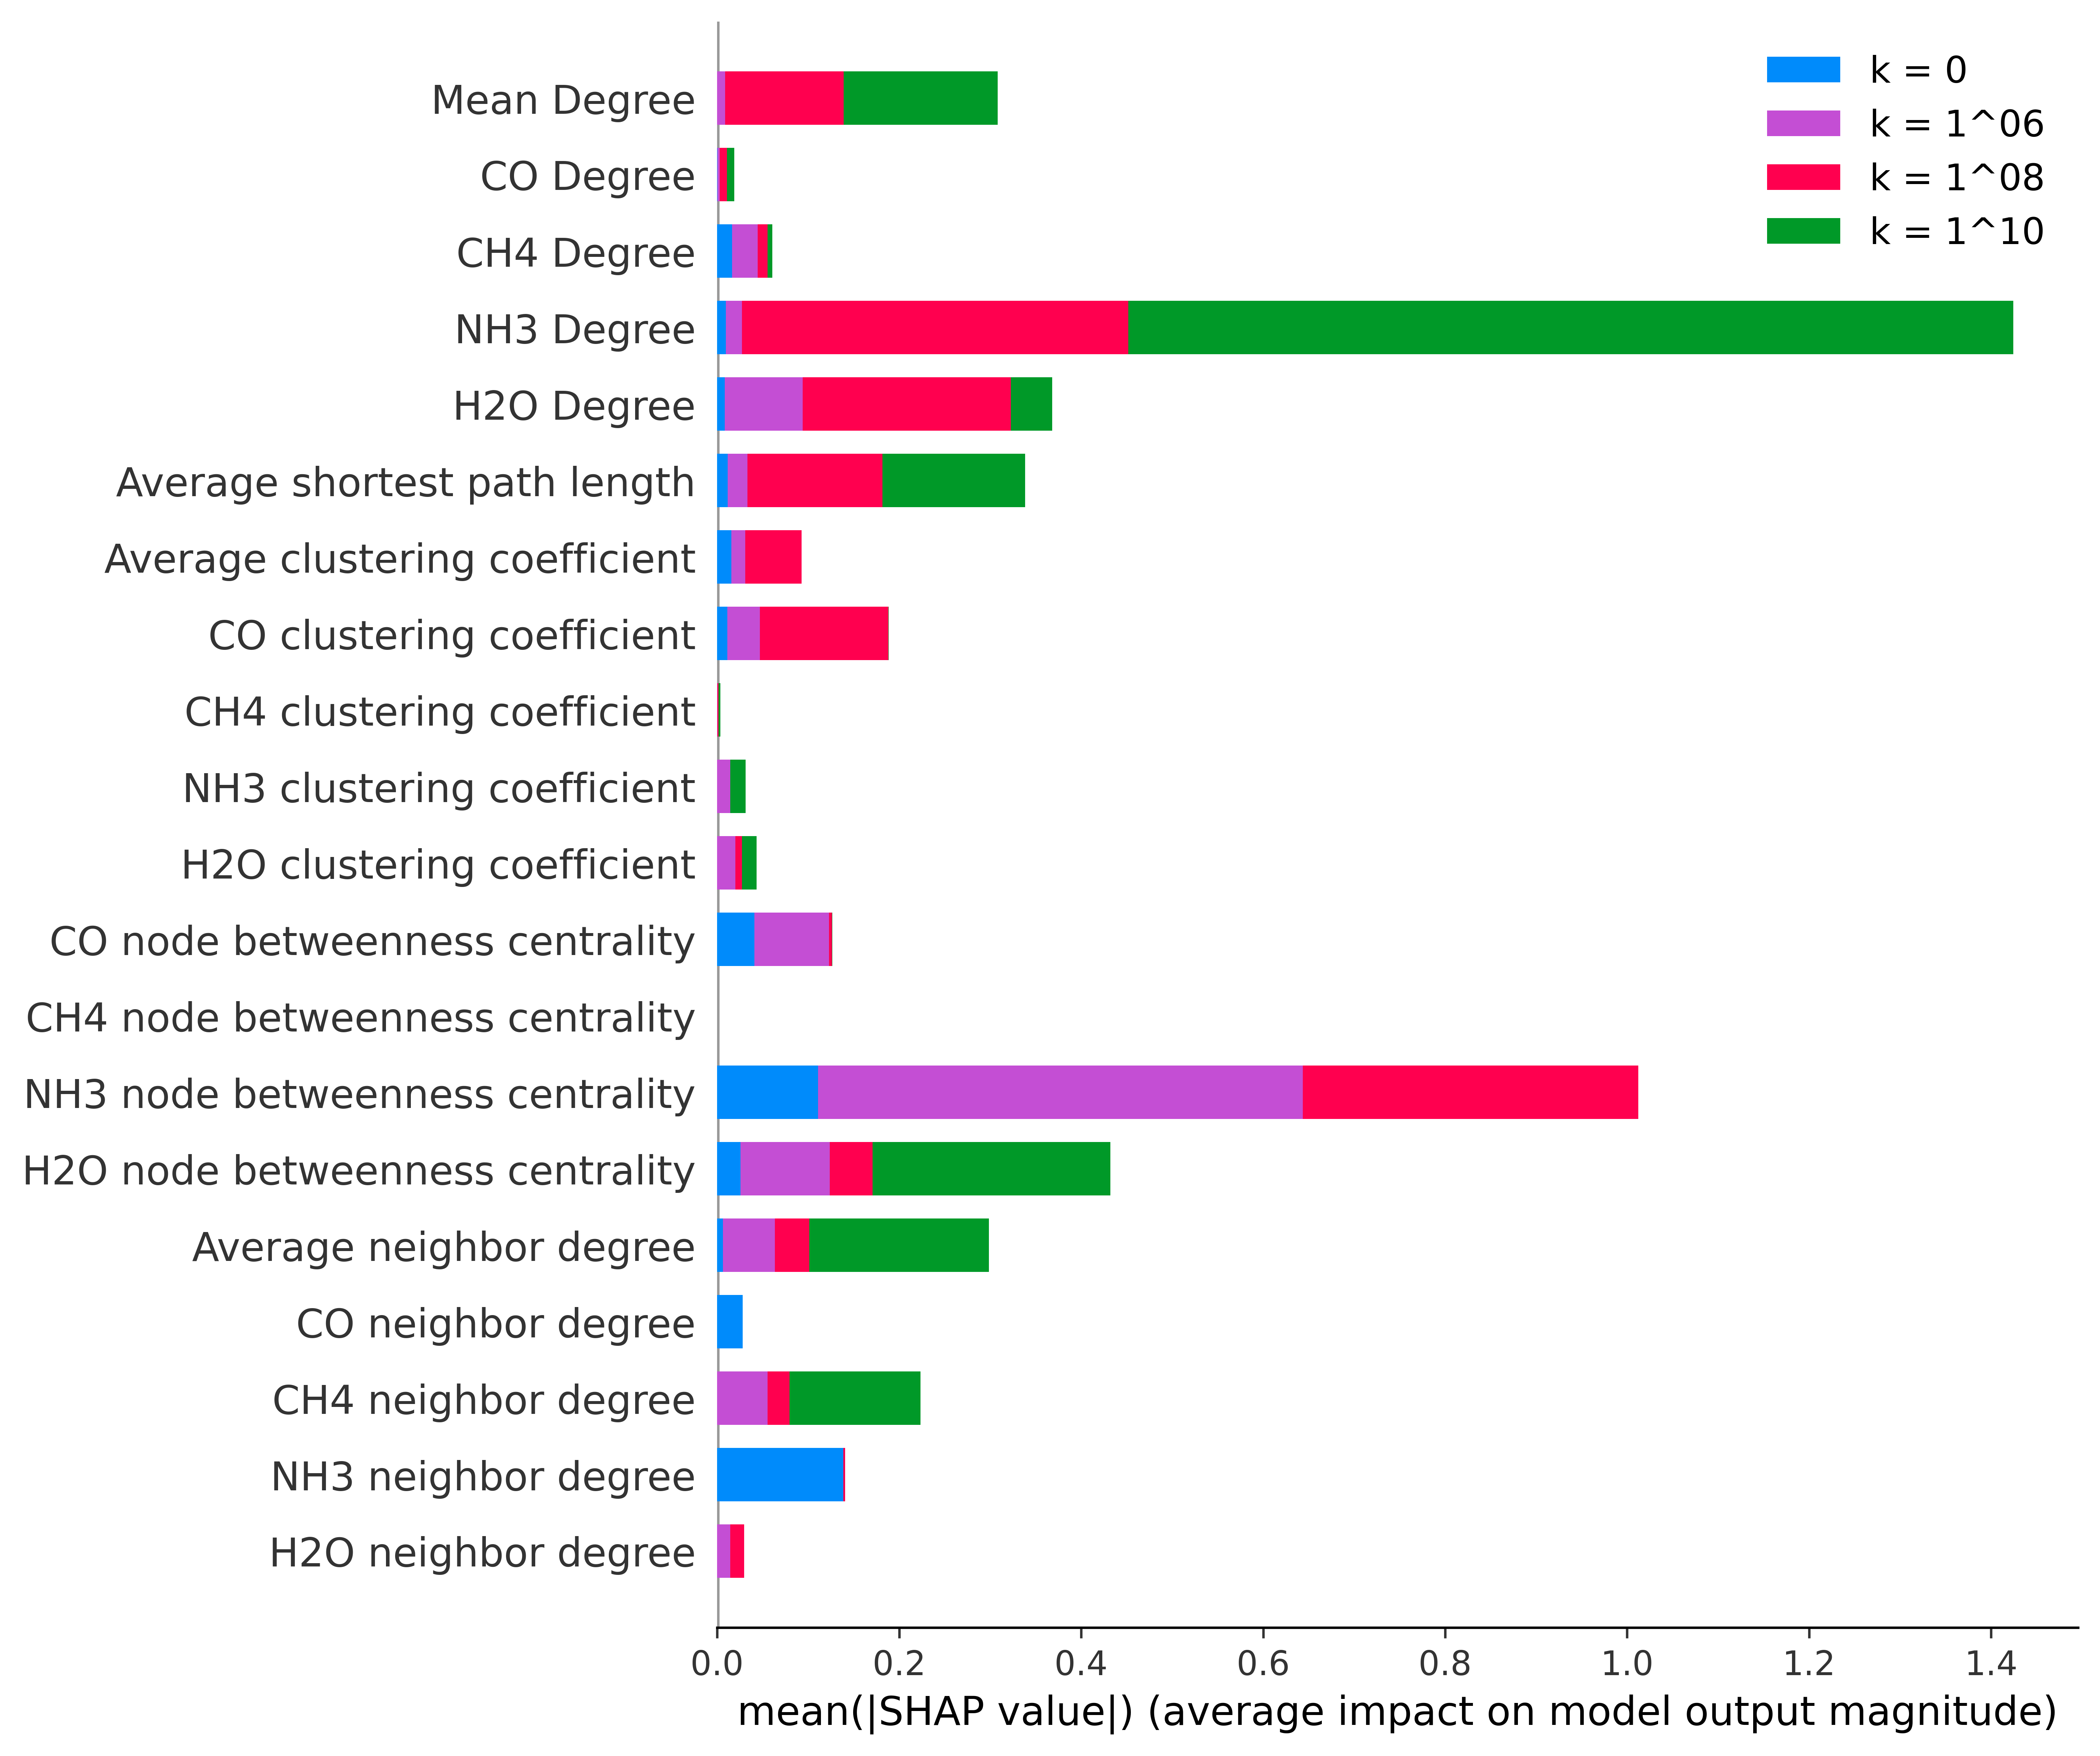 k = 0
k = 1^06
k = 1^08
k = 1^10
Mean Degree
CO Degree
CH4 Degree
NH3 Degree
H2O Degree
Average shortest path length
Average clustering coefficient
CO clustering coefficient
CH4 clustering coefficient
NH3 clustering coefficient
H2O clustering coefficient
CO node betweenness centrality
CH4 node betweenness centrality
NH3 node betweenness centrality
H2O node betweenness centrality
Average neighbor degree
CO neighbor degree
CH4 neighbor degree
NH3 neighbor degree
H2O neighbor degree
0.0 0.2 0.4 0.6 0.8 1.0 1.2 1.4
mean(|SHAP value|) (average impact on model output magnitude)